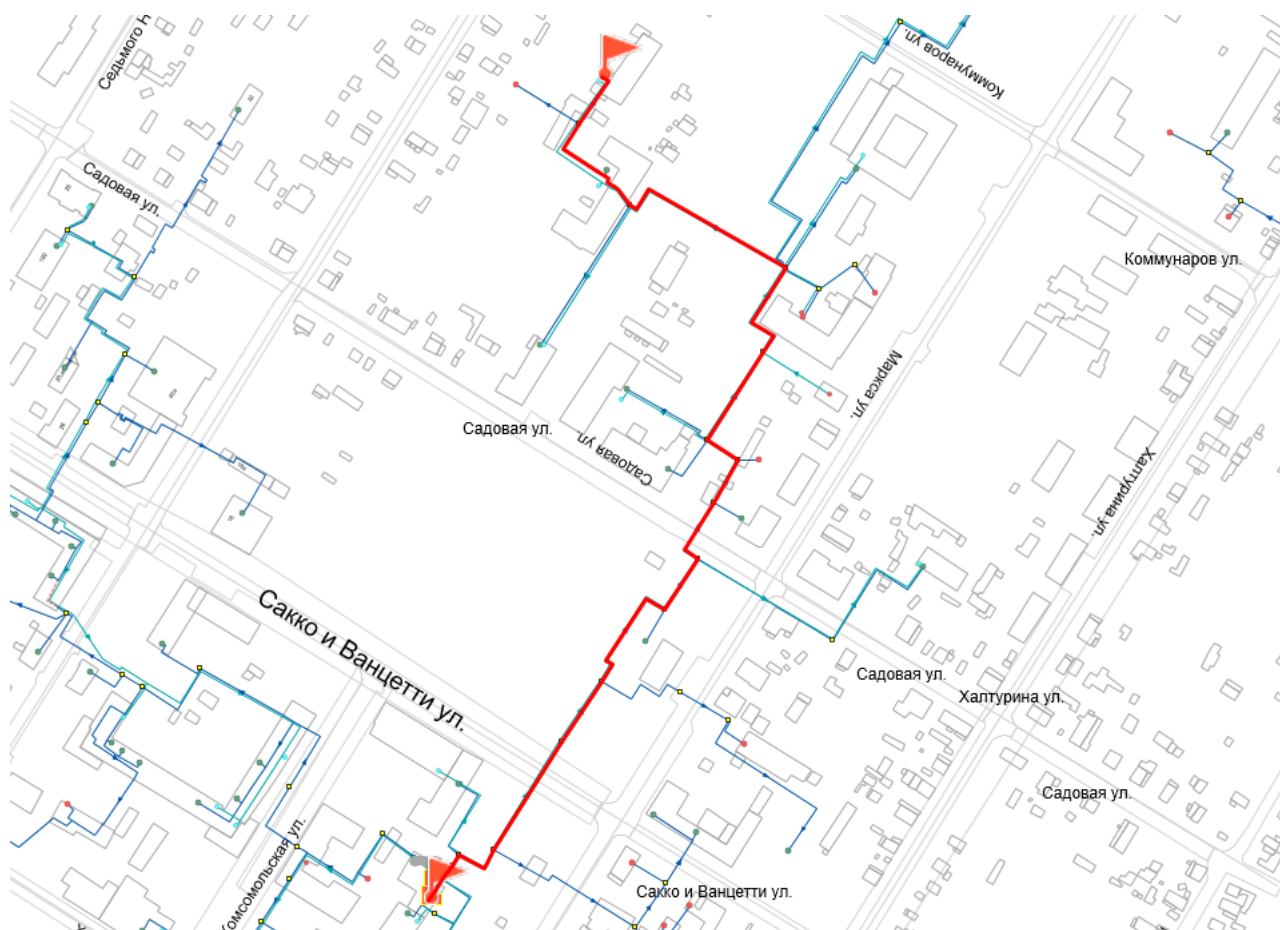 Седьмого Н
Коммунаров ул.
Садовая ул.
Коммунаров ул.
Маркса ул.
Садовая ул.
Садовая ул.
Халтурина ул.
Сакко и Ванцетти ул.
Садовая ул.
Халтурина ул.
Садовая ул.
Комсомольская ул.
Сакко и Ванцетти ул.